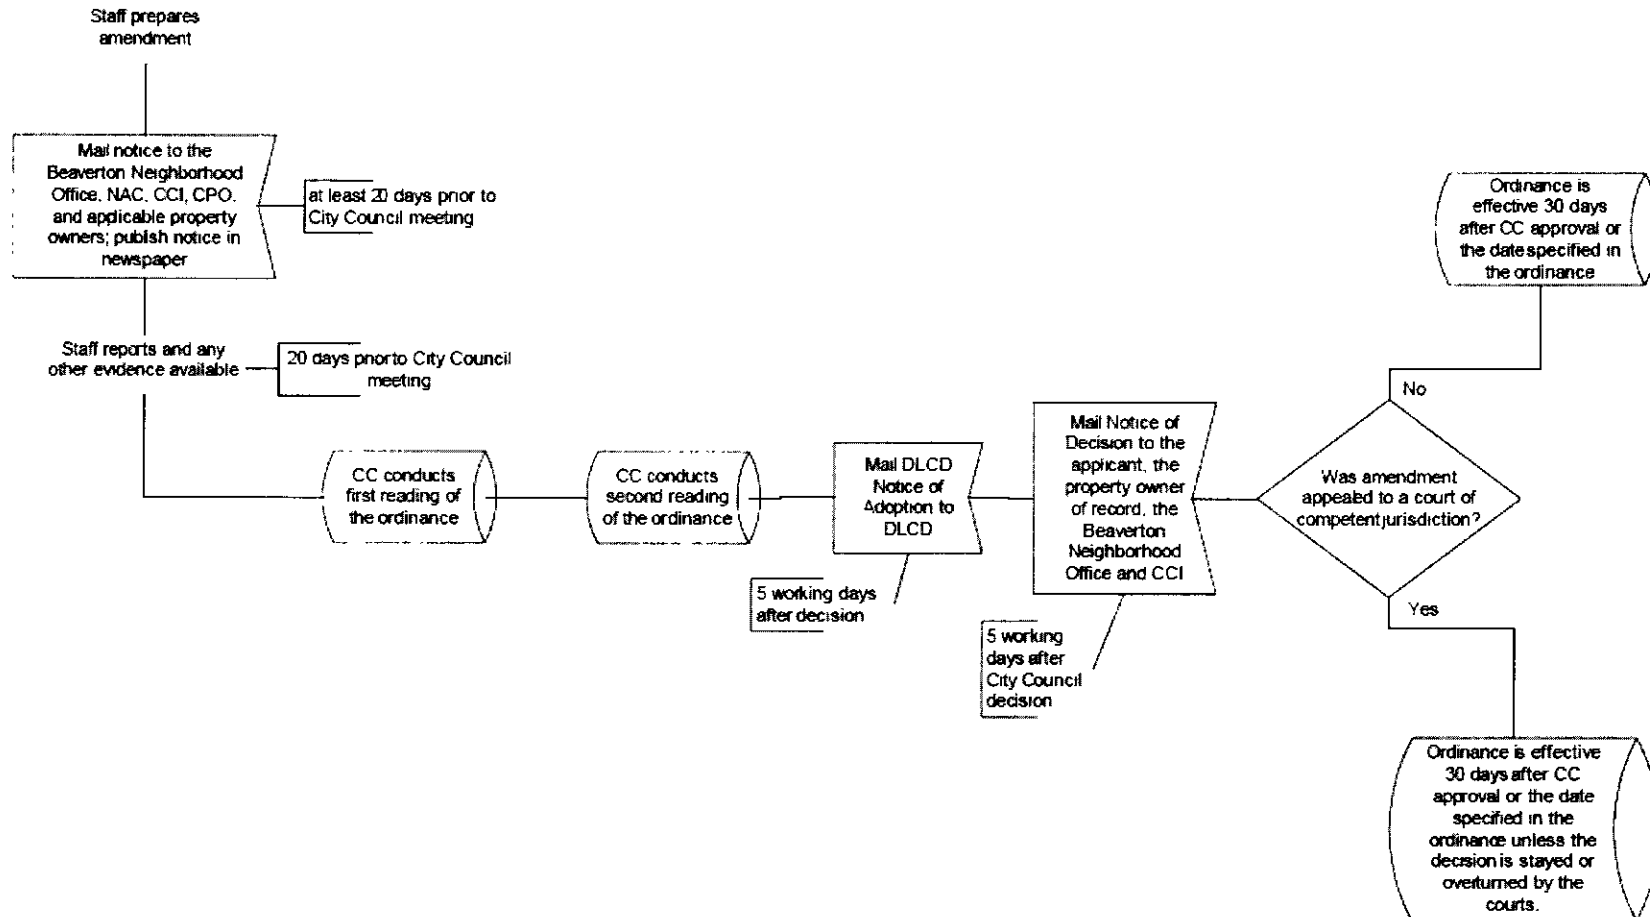 Staff prepares
amendment
Mail notice to the
Beaverton Neighborhood
Office, NAC, CCI, CPO,
and applicable property
owners; publish notice in
newspaper
at least 20 days prior to
City Council meeting
Staff reports and any
other evidence available
20 days prior to City Council
meeting
CC conducts
first reading of
the ordinance
CC conducts
second reading
of the ordinance
Mail DLCD
Notice of
Adoption to
DLCD
5 working days
after decision
Mail Notice of
Decision to the
applicant, the
property owner
of record, the
Beaverton
Neighborhood
Office and CCI
5 working
days after
City Council
decision
Was amendment
appealed to a court of
competent jurisdiction?
No
Ordinance is
effective 30 days
after CC approval or
the date specified in
the ordinance
Yes
Ordinance is effective
30 days after CC
approval or the date
specified in the
ordinance unless the
decision is stayed or
overturned by the
courts.